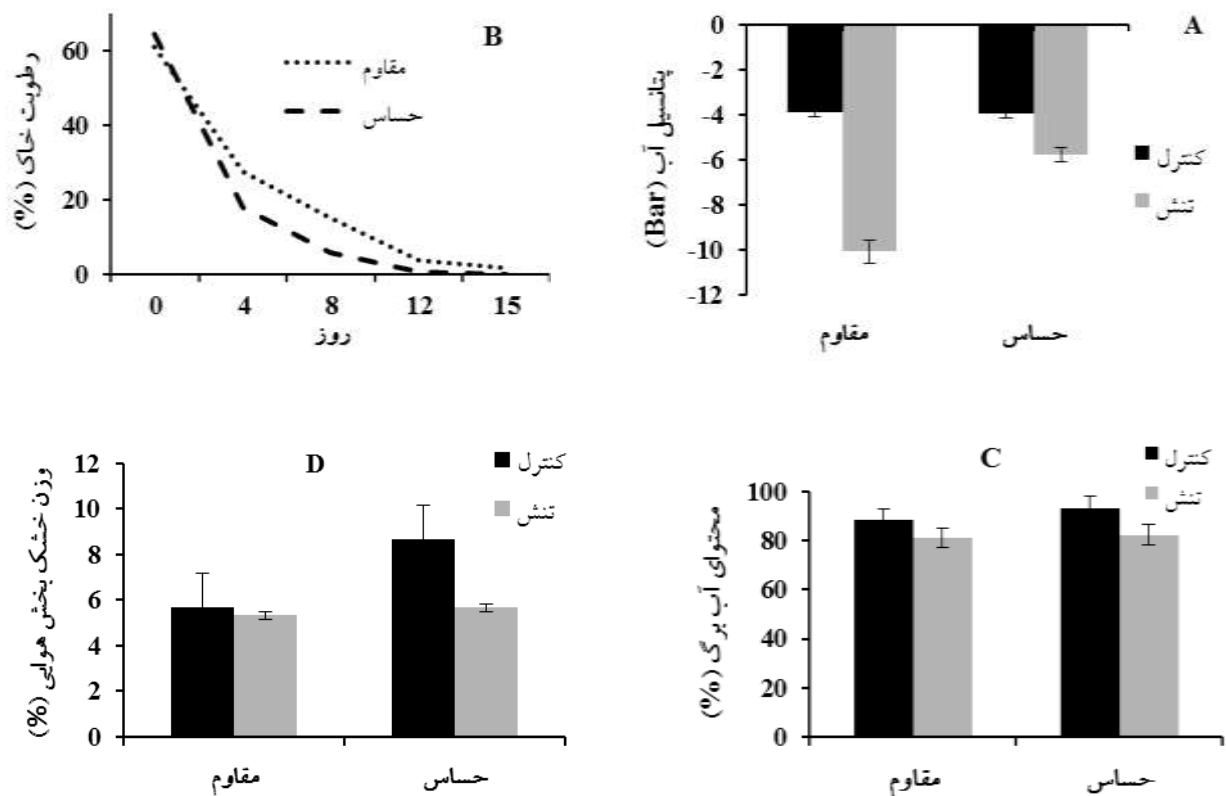 A
پتانسیل آب (Bar)
0
-2
-4
-6
-8
-10
-12
کنترل
تنش
مقاوم
حساس
B
رطوبت خاک (%)
60
40
20
0
مقاوم
حساس
0 4 8 12 15
روز
C
محتوای آب برگ (%)
100
80
60
40
20
0
کنترل
تنش
مقاوم
حساس
D
وزن خشک بخش هوایی (%)
12
10
8
6
4
2
0
کنترل
تنش
مقاوم
حساس